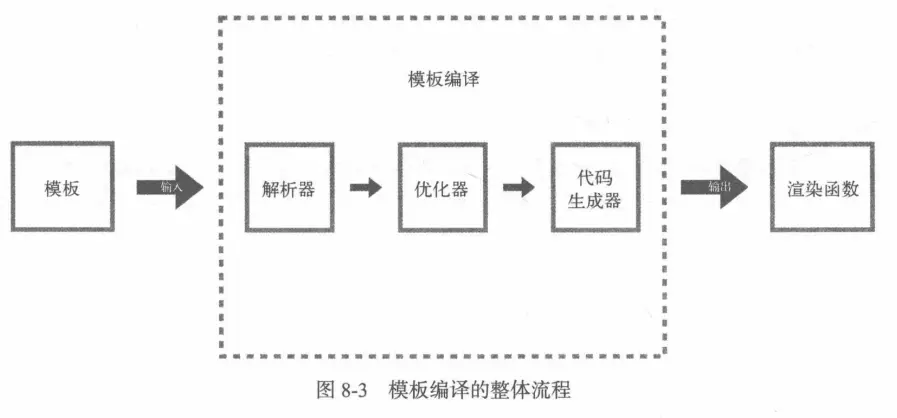 模板编译
模板
输入
解析器
优化器
代码
生成器
输出
渲染函数
图 8-3 模板编译的整体流程